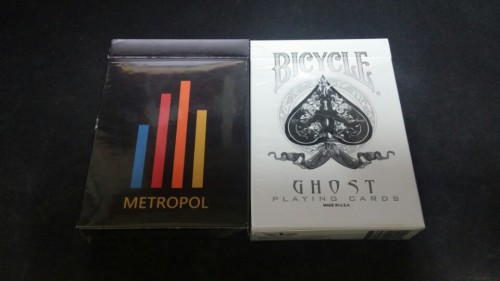 METROPOL
BICYCLE
GHOST
PLAYING CARDS
MADE IN U.S.A.